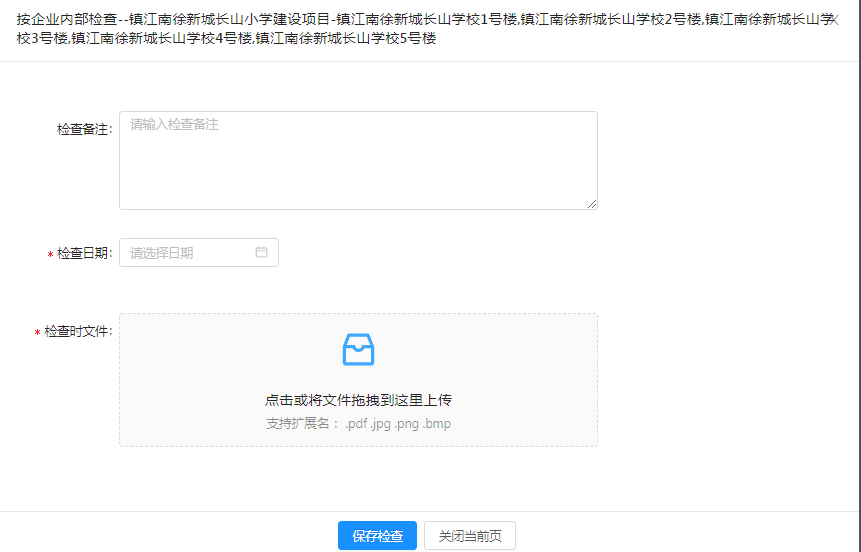 按企业内部检查--镇江南徐新城长山小学建设项目-镇江南徐新城长山学校1号楼,镇江南徐新城长山学校2号楼,镇江南徐新城长山学
校3号楼,镇江南徐新城长山学校4号楼,镇江南徐新城长山学校5号楼
检查备注:
请输入检查备注
* 检查日期:
请选择日期
* 检查时文件:
点击或将文件拖拽到这里上传
支持扩展名： .pdf .jpg .png .bmp
保存检查
关闭当前页